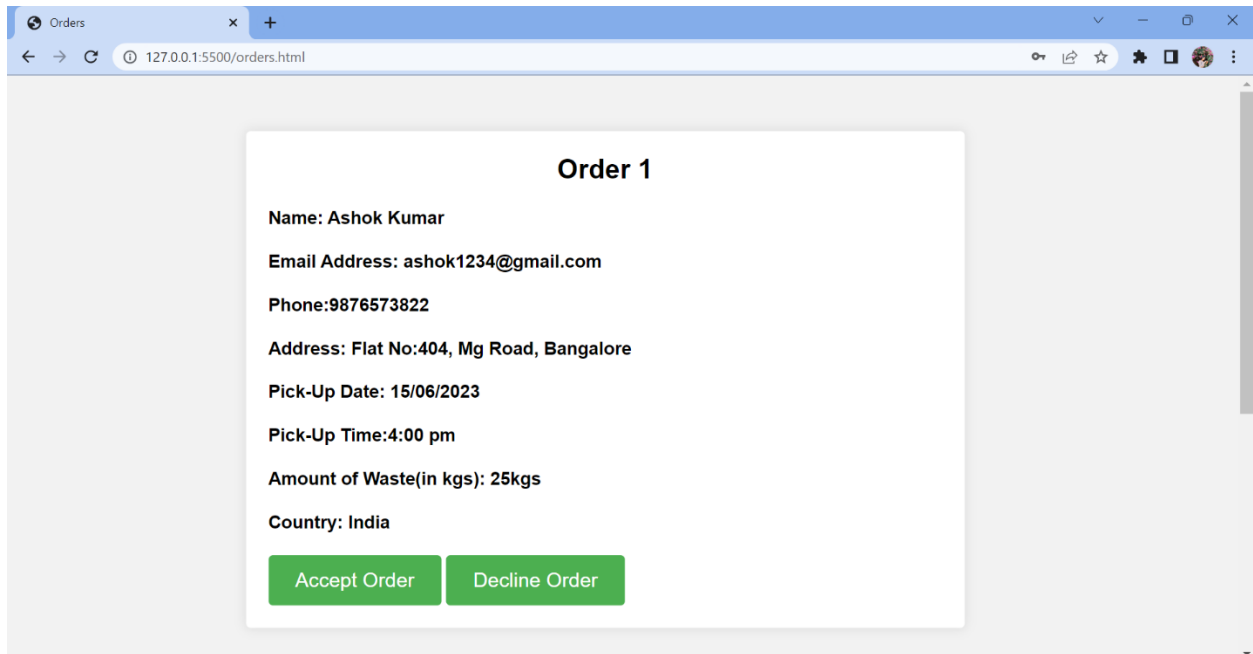 Orders
127.0.0.1:5500/orders.html
Order 1
Name: Ashok Kumar
Email Address: ashok1234@gmail.com
Phone:9876573822
Address: Flat No:404, Mg Road, Bangalore
Pick-Up Date: 15/06/2023
Pick-Up Time:4:00 pm
Amount of Waste(in kgs): 25kgs
Country: India
Accept Order Decline Order